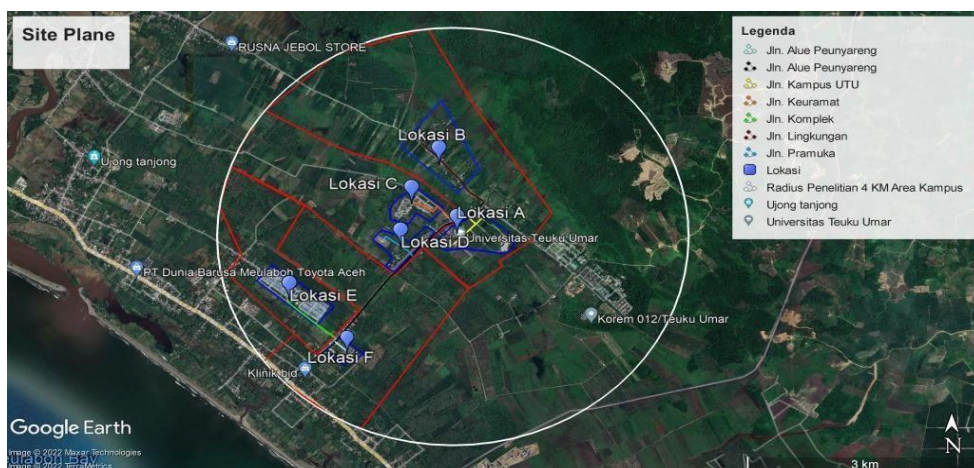 Site Plane
RUSNA JEBOL STORE
Legenda
Jln. Alue Peunyareng
Jln. Alue Peunyareng
Jln. Kampus UTU
Jln. Keuramat
Jln. Komplek
Jln. Lingkungan
Jln. Pramuka
Lokasi
Radius Penelitian 4 KM Area Kampus
Ujong tanjong
Universitas Teuku Umar
Lokasi B
Ujong tanjong
Lokasi C
Lokasi A
Lokasi D
Universitas Teuku Umar
PT Dunia Barusa Meulaboh Toyota Aceh
Lokasi E
Korem 012/Teuku Umar
Lokasi F
Klinik bid
Google Earth
Image © 2022 Maxar Technologies
Image © 2022 TerraMetrics
N
3 km